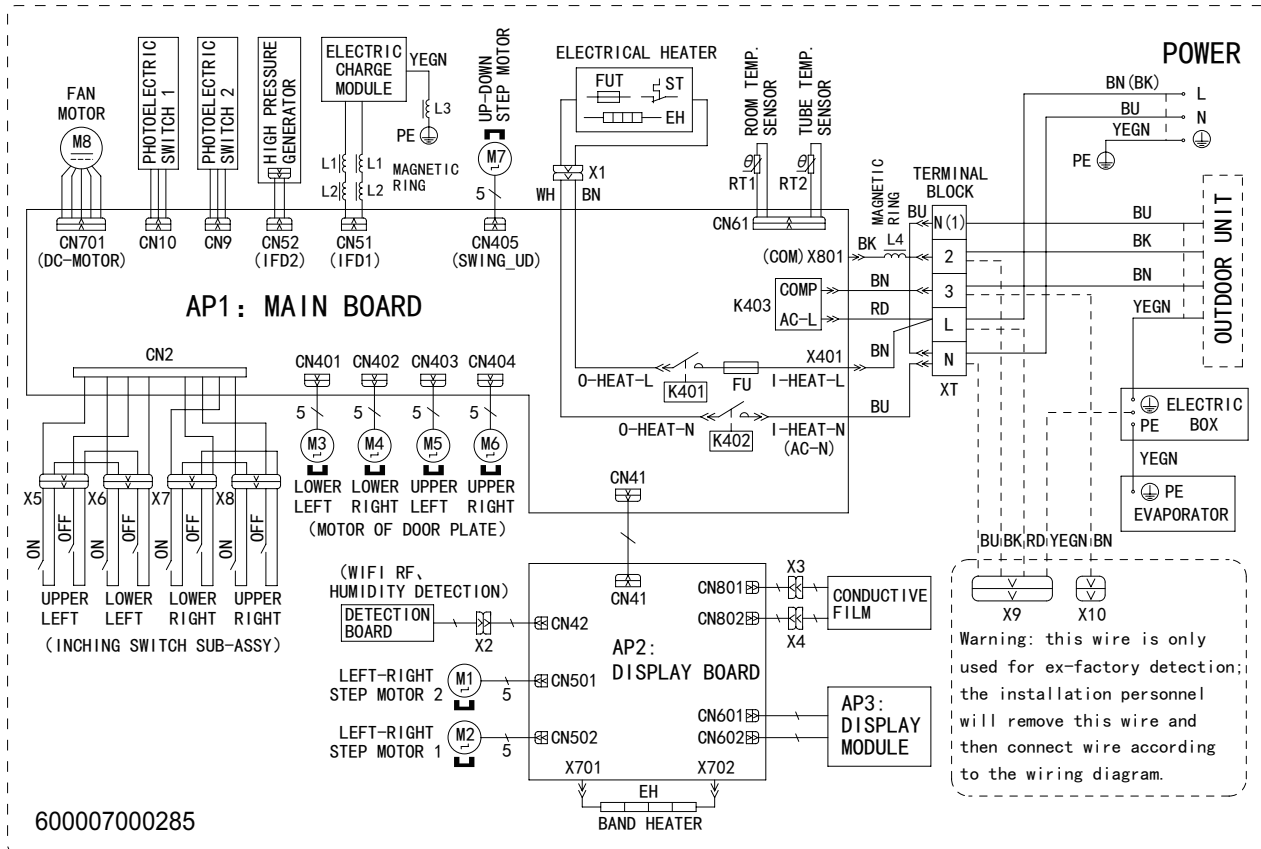 POWER
FAN
MOTOR
M8
PHOTOELECTRIC
SWITCH 1
PHOTOELECTRIC
SWITCH 2
HIGH PRESSURE
GENERATOR
ELECTRIC
CHARGE
MODULE
YEGN
L3
PE
L1
L1
L2
L2
MAGNETIC
RING
UP-DOWN
STEP MOTOR
M7
5
ELECTRICAL HEATER
FUT
ST
EH
X1
WH
BN
ROOM TEMP.
SENSOR
TUBE TEMP.
SENSOR
θ
RT1
θ
RT2
CN61
MAGNETIC
RING
L4
TERMINAL
BLOCK
BN(BK)
L
BU
N
YEGN
PE
CN701
(DC-MOTOR)
CN10
CN9
CN52
(IFD2)
CN51
(IFD1)
CN405
(SWING_UD)
BU
N(1)
2
3
L
N
XT
BU
BK
BN
YEGN
OUTDOOR UNIT
(COM)X801
BK
K403
COMP
AC-L
BN
RD
AP1: MAIN BOARD
X401
BN
O-HEAT-L
K401
FU
I-HEAT-L
BU
O-HEAT-N
K402
I-HEAT-N
(AC-N)
CN2
CN401
CN402
CN403
CN404
5
5
5
5
M3
M4
M5
M6
LOWER
LEFT
LOWER
RIGHT
UPPER
LEFT
UPPER
RIGHT
(MOTOR OF DOOR PLATE)
X5
X6
X7
X8
ON
OFF
ON
OFF
ON
OFF
ON
OFF
UPPER
LEFT
LOWER
LEFT
LOWER
RIGHT
UPPER
RIGHT
(INCHING SWITCH SUB-ASSY)
ELECTRIC
BOX
PE
YEGN
PE
EVAPORATOR
CN41
CN41
(WIFI RF、
HUMIDITY DETECTION)
DETECTION
BOARD
X2
CN42
LEFT-RIGHT
STEP MOTOR 2
M1
5
CN501
LEFT-RIGHT
STEP MOTOR 1
M2
5
CN502
AP2:
DISPLAY BOARD
CN801
X3
CN802
X4
CONDUCTIVE
FILM
CN601
CN602
AP3:
DISPLAY
MODULE
X701
X702
EH
BAND HEATER
BU
BK
RD
YEGN
BN
X9
X10
Warning: this wire is only
used for ex-factory detection;
the installation personnel
will remove this wire and
then connect wire according
to the wiring diagram.
600007000285